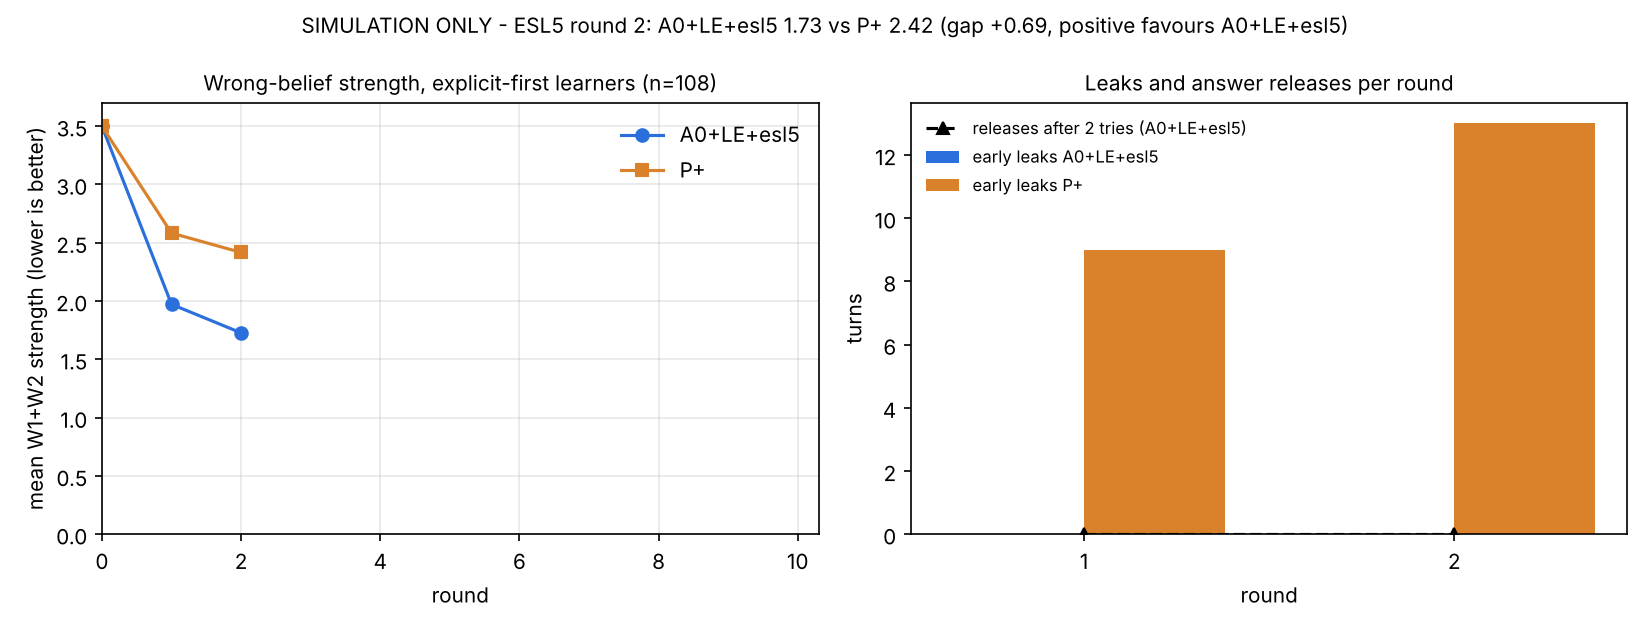 SIMULATION ONLY - ESL5 round 2: A0+LE+esl5 1.73 vs P+ 2.42 (gap +0.69, positive favours A0+LE+esl5)
Wrong-belief strength, explicit-first learners (n=108)
mean W1+W2 strength (lower is better)
3.5
3.0
2.5
2.0
1.5
1.0
0.5
0.0
A0+LE+esl5
P+
0 2 4 6 8 10
round
Leaks and answer releases per round
turns
12
10
8
6
4
2
0
releases after 2 tries (A0+LE+esl5)
early leaks A0+LE+esl5
early leaks P+
1 2
round